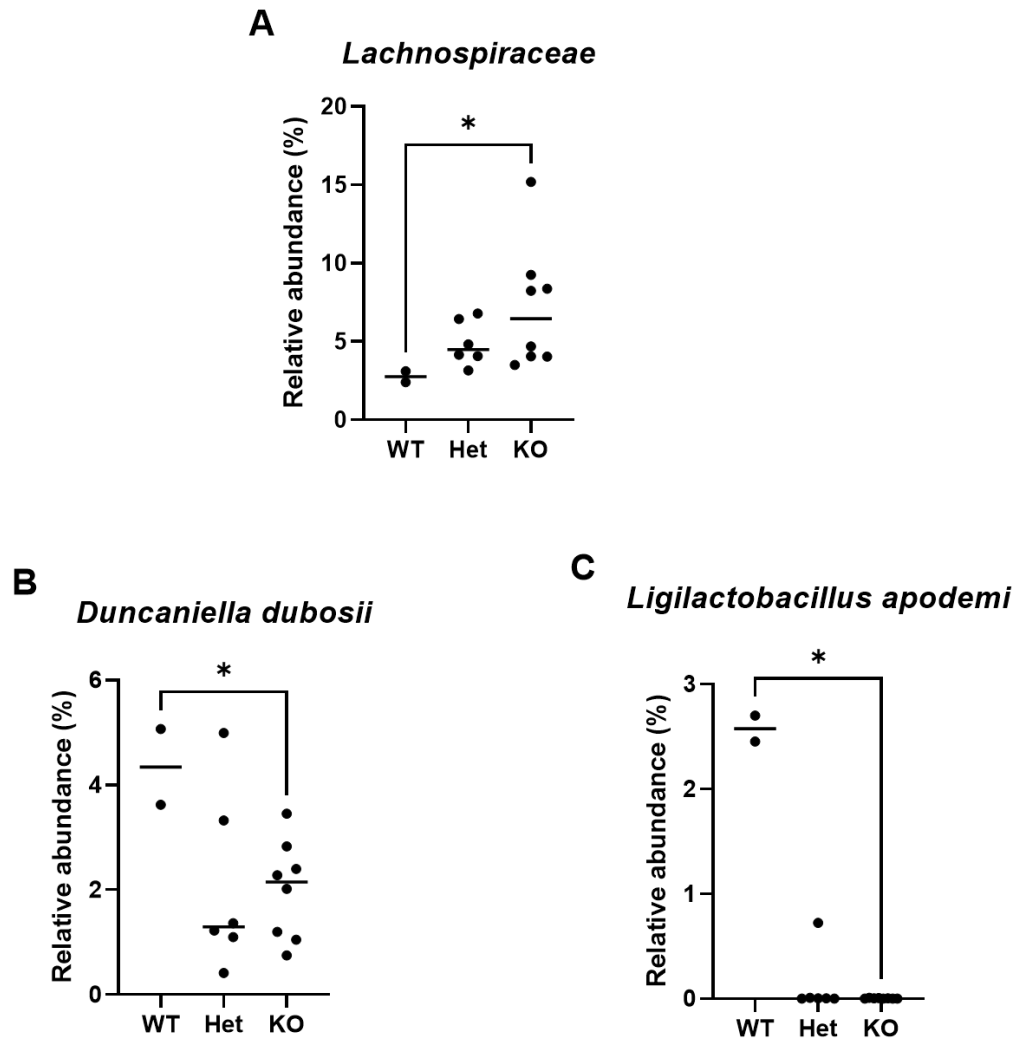 A
Lachnospiraceae
Relative abundance (%)
20
15
10
5
0
*
WT Het KO
B
Duncaniella dubosii
Relative abundance (%)
6
4
2
0
*
WT Het KO
C
Ligilactobacillus apodemi
Relative abundance (%)
3
2
1
0
*
WT Het KO